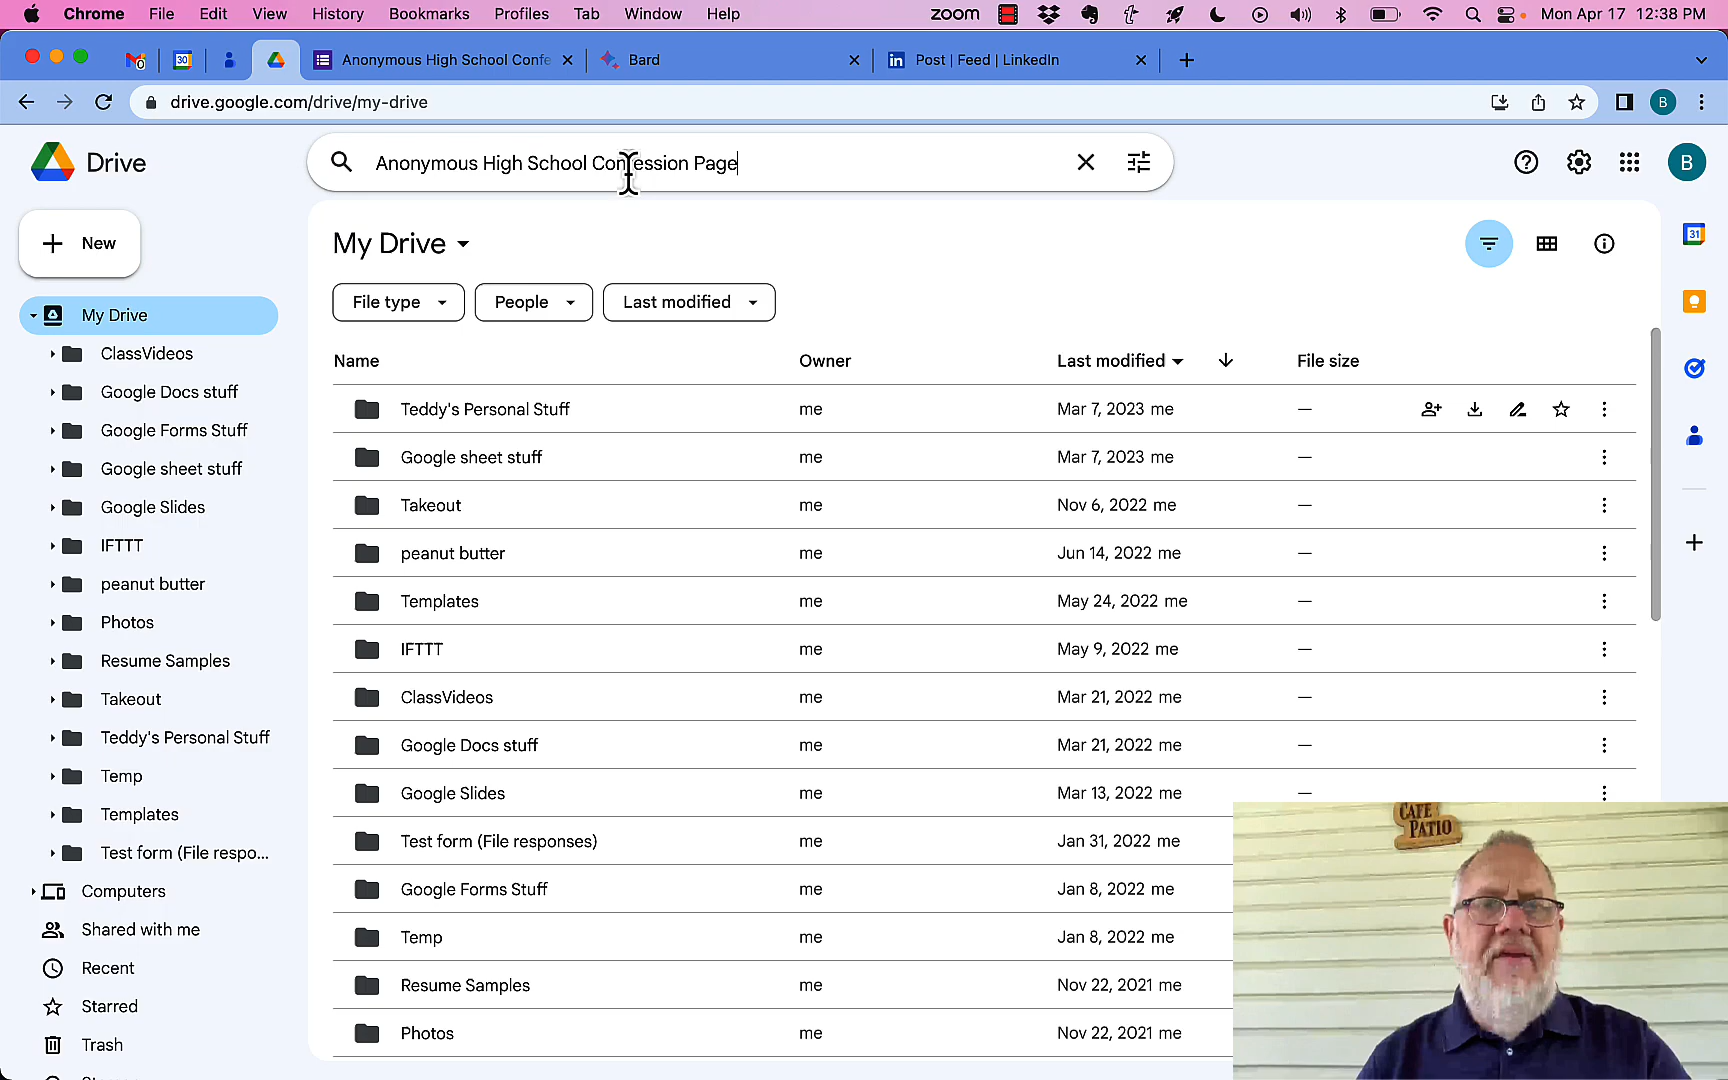 Chrome File Edit View History Bookmarks Profiles Tab Window Help zoom Mon Apr 17 12:38 PM
30 Anonymous High School Confe Bard Post | Feed | LinkedIn
drive.google.com/drive/my-drive B
Drive Anonymous High School Confession Page B
New
My Drive
31
File type People Last modified
Name Owner Last modified File size
My Drive
ClassVideos
Google Docs stuff
Google Forms Stuff
Google sheet stuff
Google Slides
IFTTT
peanut butter
Photos
Resume Samples
Takeout
Teddy's Personal Stuff
Temp
Templates
Test form (File respo...
Computers
Shared with me
Recent
Starred
Trash
Teddy's Personal Stuff me Mar 7, 2023 me —
Google sheet stuff me Mar 7, 2023 me —
Takeout me Nov 6, 2022 me —
peanut butter me Jun 14, 2022 me —
Templates me May 24, 2022 me —
IFTTT me May 9, 2022 me —
ClassVideos me Mar 21, 2022 me —
Google Docs stuff me Mar 21, 2022 me —
Google Slides me Mar 13, 2022 me —
Test form (File responses) me Jan 31, 2022 me
Google Forms Stuff me Jan 8, 2022 me
Temp me Jan 8, 2022 me
Resume Samples me Nov 22, 2021 me
Photos me Nov 22, 2021 me
CAFE
PATIO